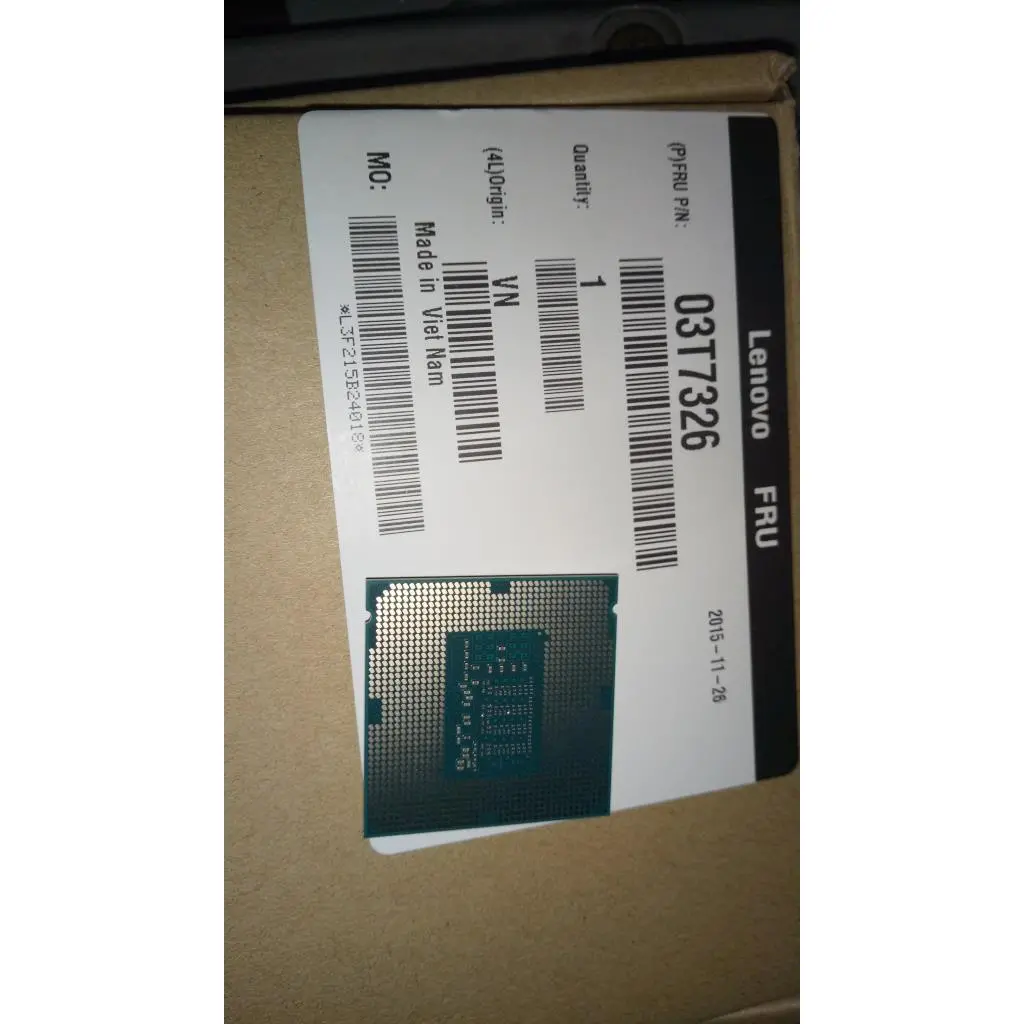 Lenovo FRU
2015-11-26
(P)FRU P/N:
03T7326
Quantity:
1
(4L)Origin:
VN
Made in Viet Nam
MO:
*L3F215B24018*